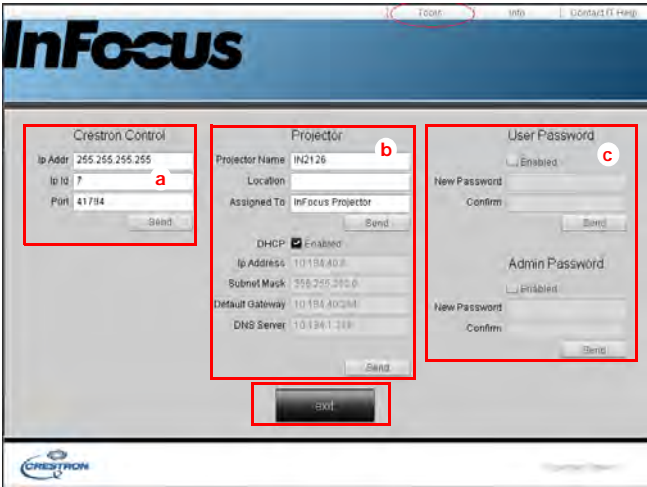 Tools Info Contact IT Help
InFocus
Crestron Control
Ip Addr 255.255.255.255
Ip Id 7
Port 41794
Send
a
Projector
b
Projector Name IN2126
Location
Assigned To InFocus Projector
Send
DHCP Enabled
Ip Address
Subnet Mask
Default Gateway
DNS Server
Send
User Password
c
Enabled
New Password
Confirm
Send
Admin Password
Enabled
New Password
Confirm
Send
exit
CRESTRON